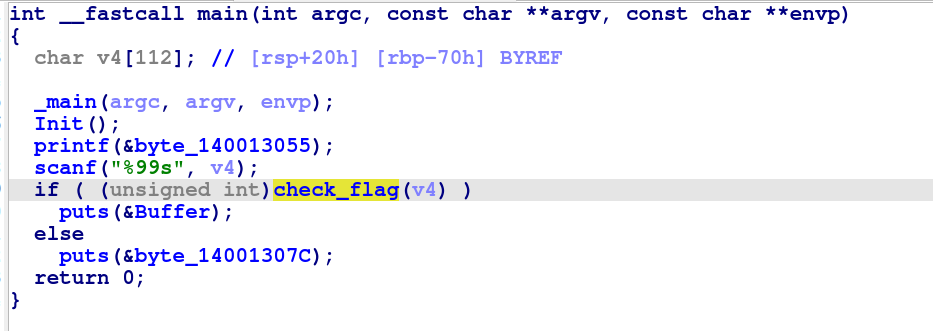 int __fastcall main(int argc, const char **argv, const char **envp)
{
  char v4[112]; // [rsp+20h] [rbp-70h] BYREF

  _main(argc, argv, envp);
  Init();
  printf(&byte_140013055);
  scanf("%99s", v4);
  if ( (unsigned int)check_flag(v4) )
    puts(&Buffer);
  else
    puts(&byte_14001307C);
  return 0;
}